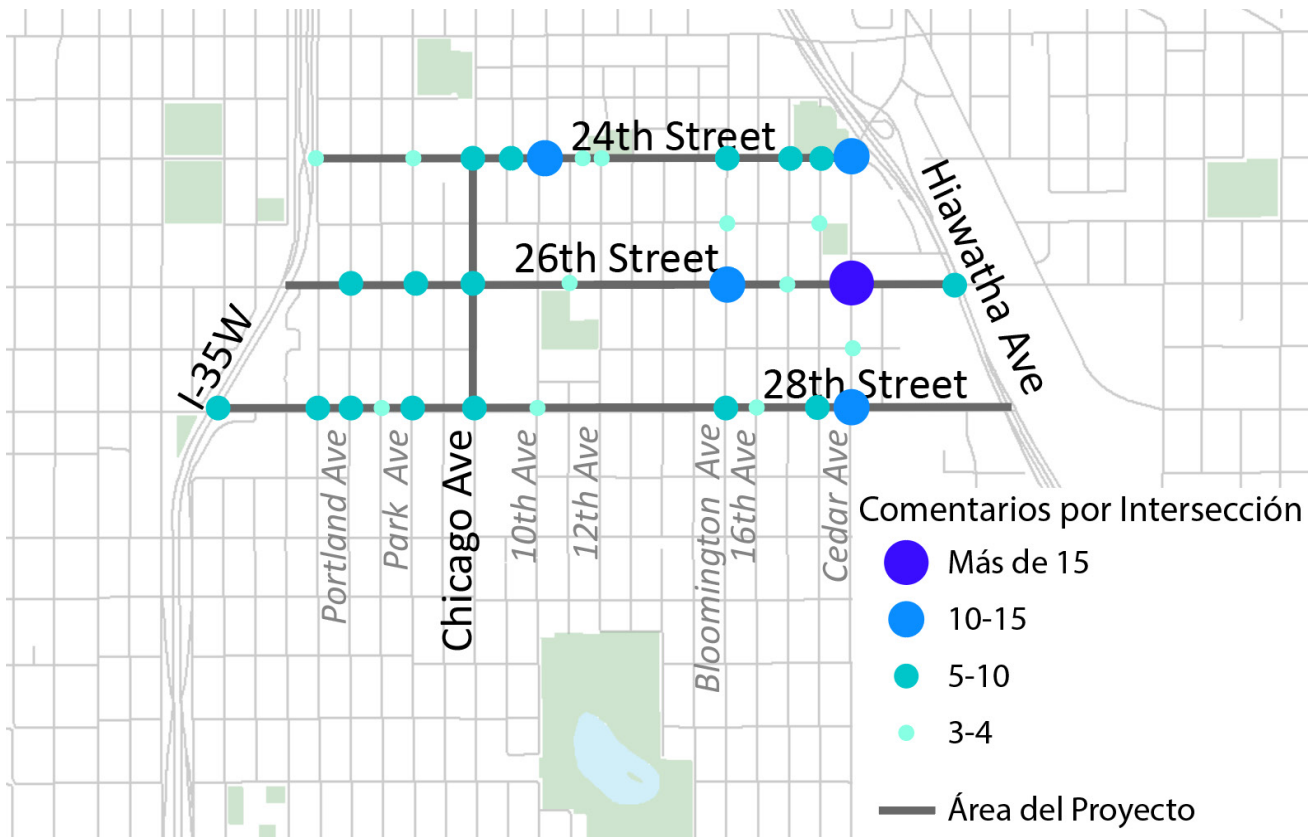 24th Street
Hiawatha Ave
26th Street
I-35W
28th Street
Portland Ave
Park Ave
Chicago Ave
10th Ave
12th Ave
Bloomington Ave
16th Ave
Cedar Ave
Comentarios por Intersección
Más de 15
10-15
5-10
3-4
Área del Proyecto